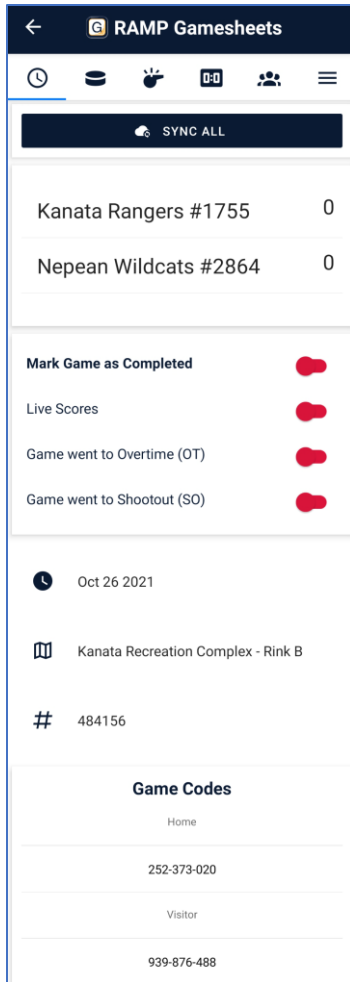 G RAMP Gamesheets
0:0
SYNC ALL
Kanata Rangers #1755 0
Nepean Wildcats #2864 0
Mark Game as Completed
Live Scores
Game went to Overtime (OT)
Game went to Shootout (SO)
Oct 26 2021
Kanata Recreation Complex - Rink B
# 484156
Game Codes
Home
252-373-020
Visitor
939-876-488